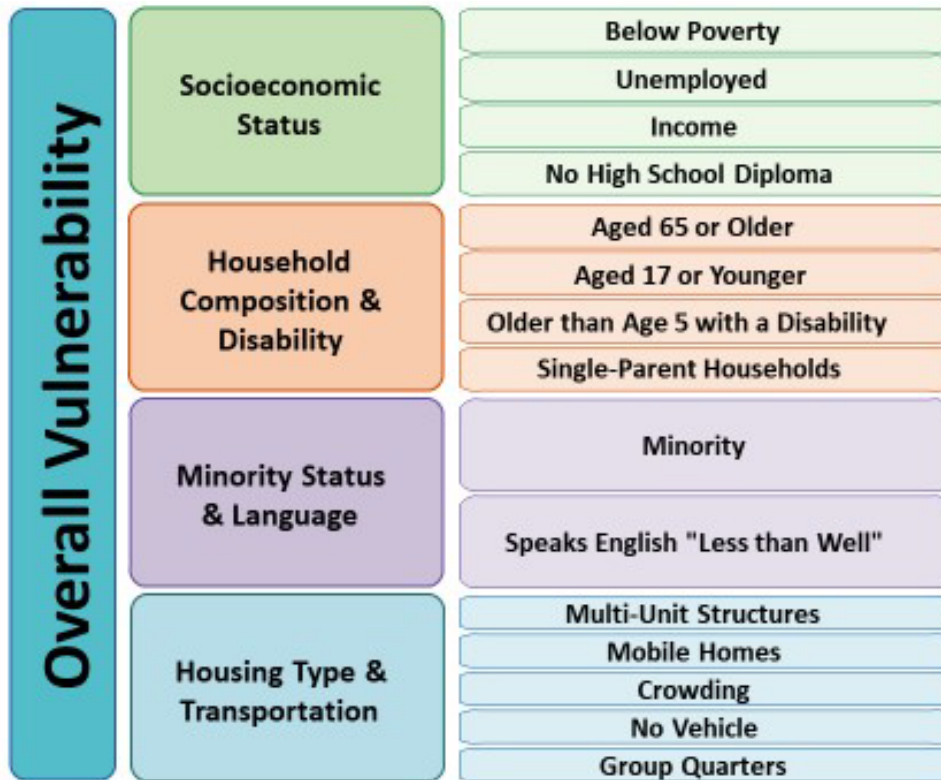 Overall Vulnerability
Socioeconomic
Status
Below Poverty
Unemployed
Income
No High School Diploma
Household
Composition &
Disability
Aged 65 or Older
Aged 17 or Younger
Older than Age 5 with a Disability
Single-Parent Households
Minority Status
& Language
Minority
Speaks English "Less than Well"
Housing Type &
Transportation
Multi-Unit Structures
Mobile Homes
Crowding
No Vehicle
Group Quarters